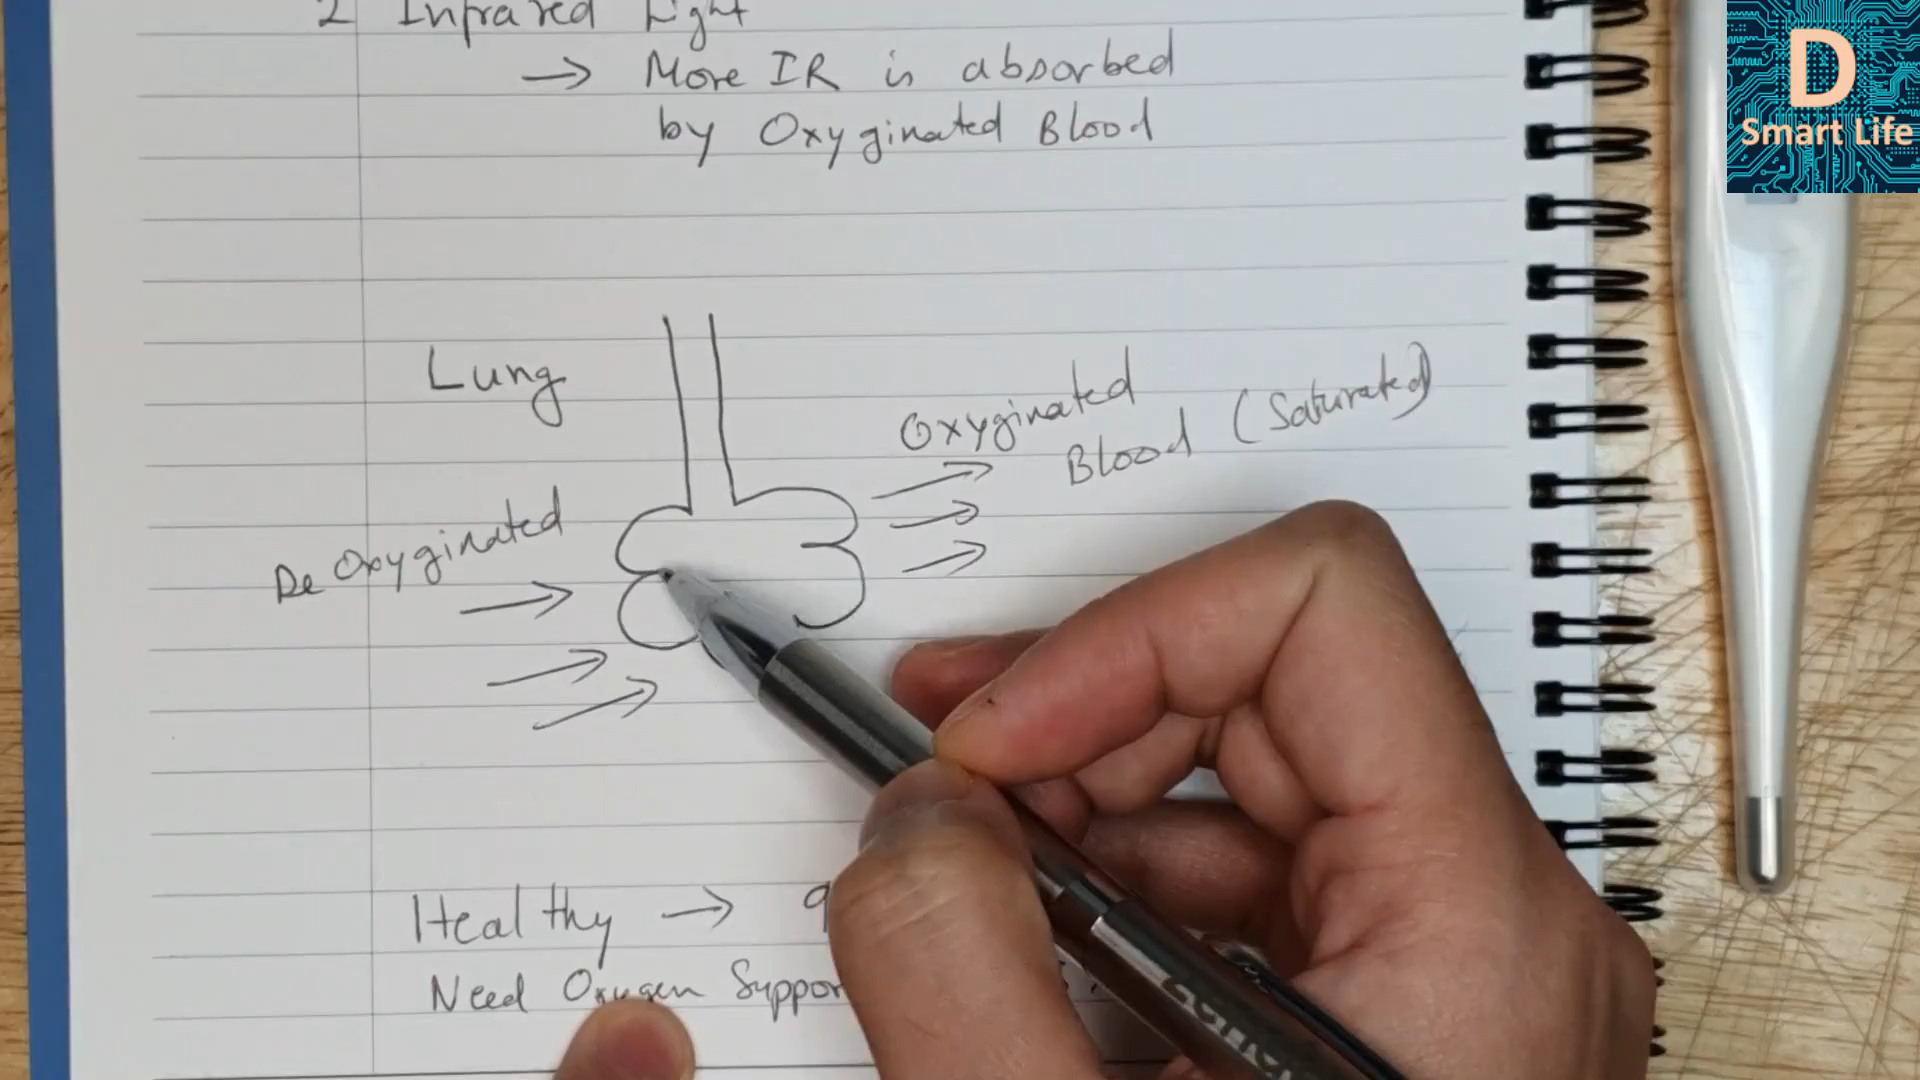 2 Infrared Light
→ More IR is absorbed
by Oxyginated Blood
Lung
Oxyginated
Blood (Saturated)
De Oxyginated
Healthy → 9
Need Oxygen Suppor
D
Smart Life